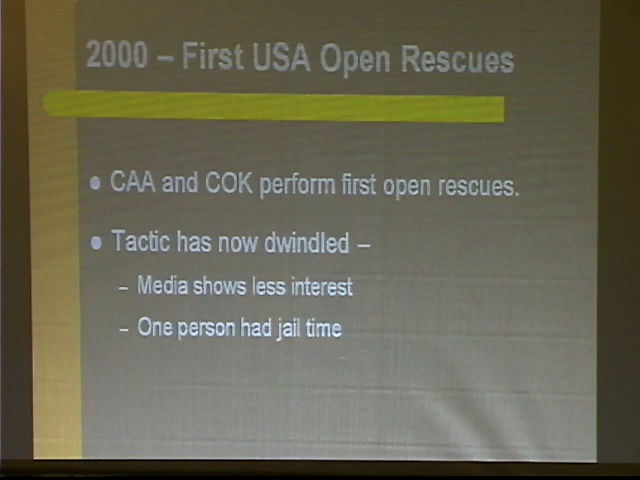 2000 – First USA Open Rescues
• CAA and COK perform first open rescues.
• Tactic has now dwindled –
– Media shows less interest
– One person had jail time